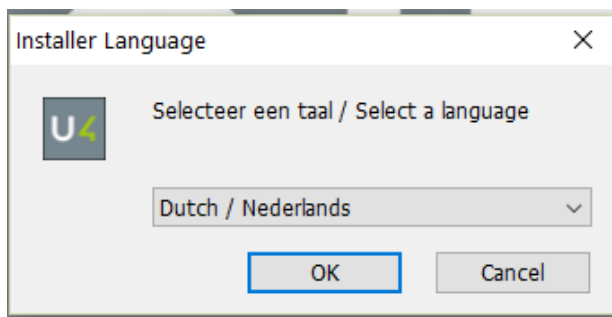 Installer Language
U4
Selecteer een taal / Select a language
Dutch / Nederlands
OK
Cancel